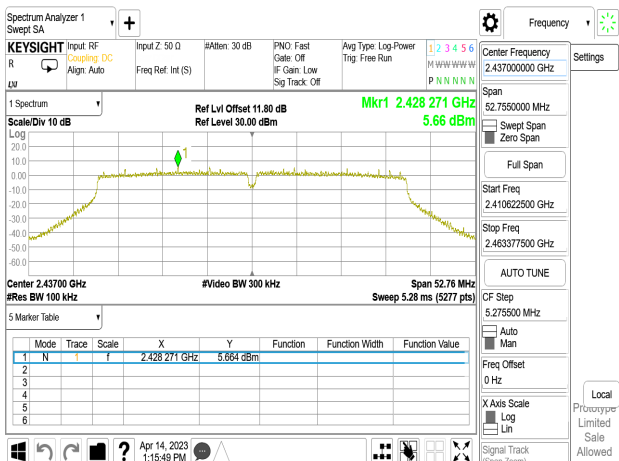 Spectrum Analyzer 1
Swept SA
Frequency
KEYSIGHT
R
LXI
Input: RF
Coupling: DC
Align: Auto
Input Z: 50 Ω
Freq Ref: Int (S)
#Atten: 30 dB
PNO: Fast
Gate: Off
IF Gain: Low
Sig Track: Off
Avg Type: Log-Power
Trig: Free Run
1 2 3 4 5 6
M W W W W W
P N N N N N
1 Spectrum
Scale/Div 10 dB
Ref Lvl Offset 11.80 dB
Ref Level 30.00 dBm
Mkr1 2.428 271 GHz
5.66 dBm
Log
20.0
10.0
0.00
-10.0
-20.0
-30.0
-40.0
-50.0
-60.0
1
Center 2.43700 GHz
#Res BW 100 kHz
#Video BW 300 kHz
Span 52.76 MHz
Sweep 5.28 ms (5277 pts)
5 Marker Table
Mode Trace Scale X Y Function Function Width Function Value
1 N 1 f 2.428 271 GHz 5.664 dBm
2
3
4
5
6
Apr 14, 2023
1:15:49 PM
Center Frequency
2.437000000 GHz
Settings
Span
52.7550000 MHz
Swept Span
Zero Span
Full Span
Start Freq
2.410622500 GHz
Stop Freq
2.463377500 GHz
AUTO TUNE
CF Step
5.275500 MHz
Auto
Man
Freq Offset
0 Hz
X Axis Scale
Log
Lin
Signal Track
(Span Zoom)
Local
Prototype
Limited
Sale
Allowed